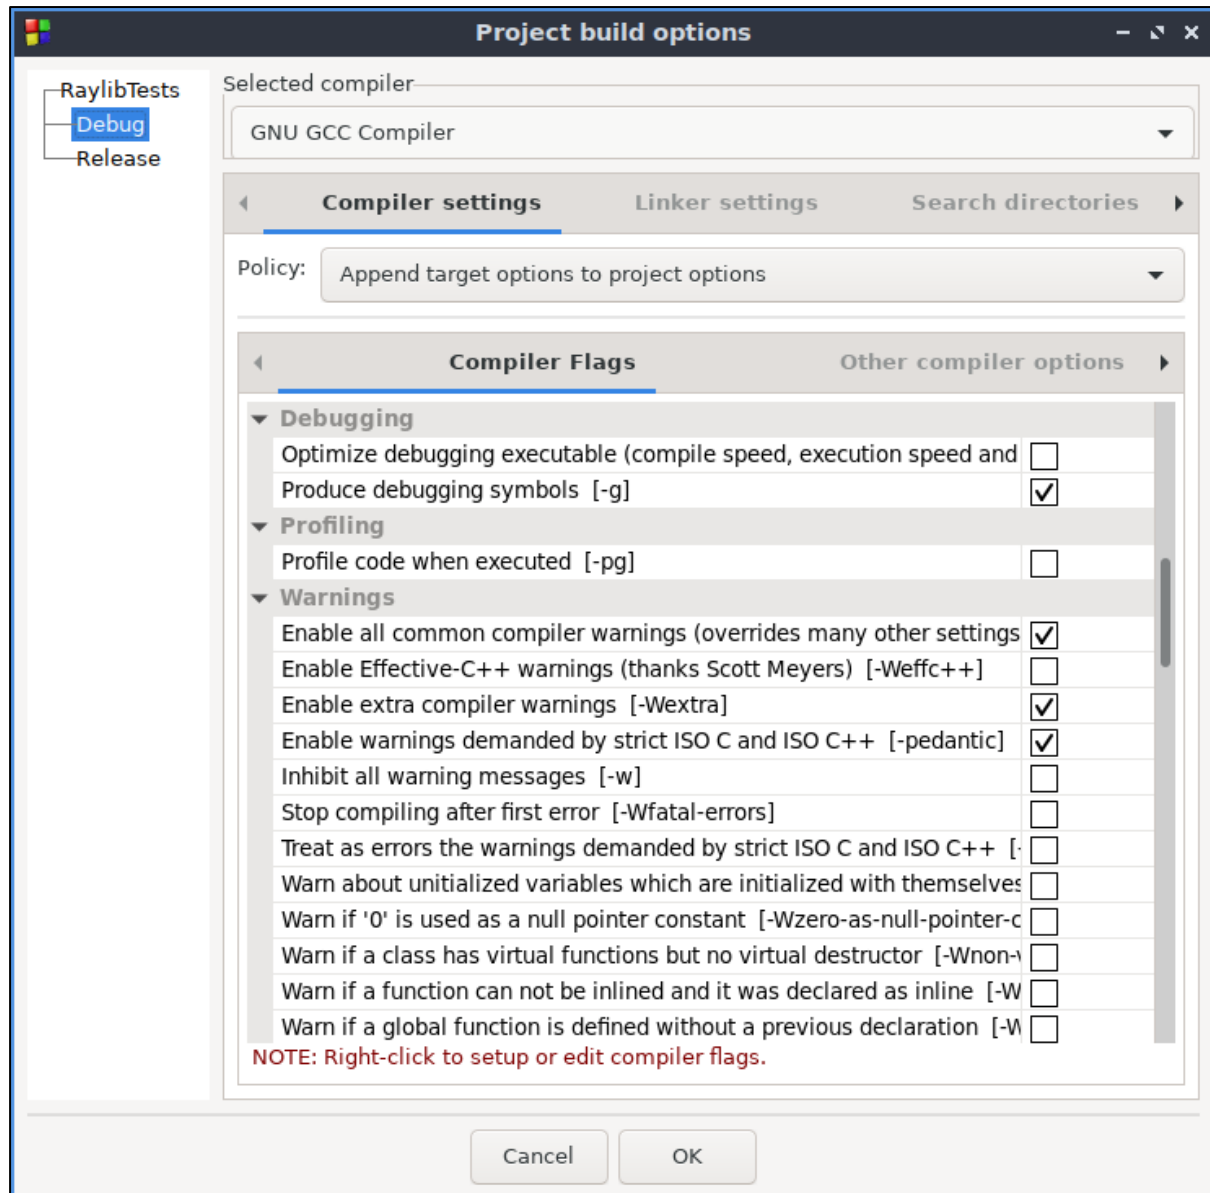 Project build options
RaylibTests
Debug
Release
Selected compiler
GNU GCC Compiler
Compiler settings Linker settings Search directories
Policy: Append target options to project options
Compiler Flags Other compiler options
Debugging
Optimize debugging executable (compile speed, execution speed and
Produce debugging symbols [-g]
Profiling
Profile code when executed [-pg]
Warnings
Enable all common compiler warnings (overrides many other settings
Enable Effective-C++ warnings (thanks Scott Meyers) [-Weffc++]
Enable extra compiler warnings [-Wextra]
Enable warnings demanded by strict ISO C and ISO C++ [-pedantic]
Inhibit all warning messages [-w]
Stop compiling after first error [-Wfatal-errors]
Treat as errors the warnings demanded by strict ISO C and ISO C++ [-
Warn about unitialized variables which are initialized with themselves
Warn if '0' is used as a null pointer constant [-Wzero-as-null-pointer-c
Warn if a class has virtual functions but no virtual destructor [-Wnon-v
Warn if a function can not be inlined and it was declared as inline [-W
Warn if a global function is defined without a previous declaration [-W
NOTE: Right-click to setup or edit compiler flags.
Cancel OK